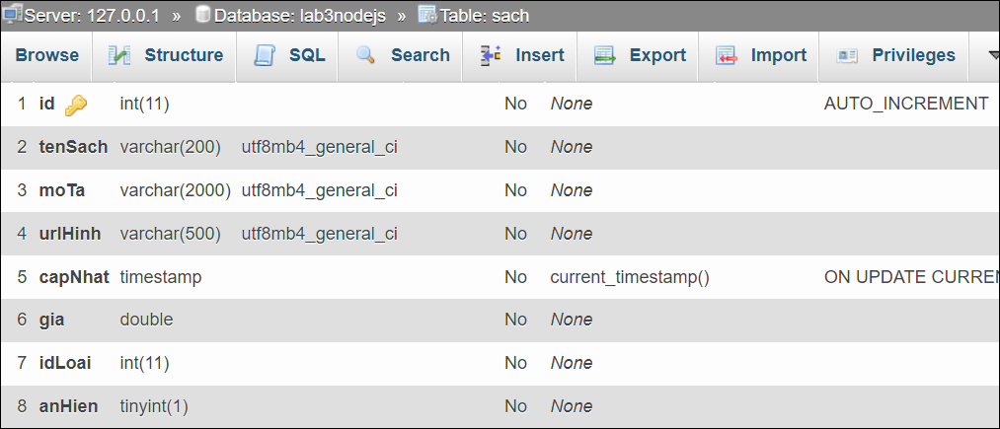 Server: 127.0.0.1 » Database: lab3nodejs » Table: sach
Browse Structure SQL Search Insert Export Import Privileges
1 id int(11) No None AUTO_INCREMENT
2 tenSach varchar(200) utf8mb4_general_ci No None
3 moTa varchar(2000) utf8mb4_general_ci No None
4 urlHinh varchar(500) utf8mb4_general_ci No None
5 capNhat timestamp No current_timestamp() ON UPDATE CURREN
6 gia double No None
7 idLoai int(11) No None
8 anHien tinyint(1) No None